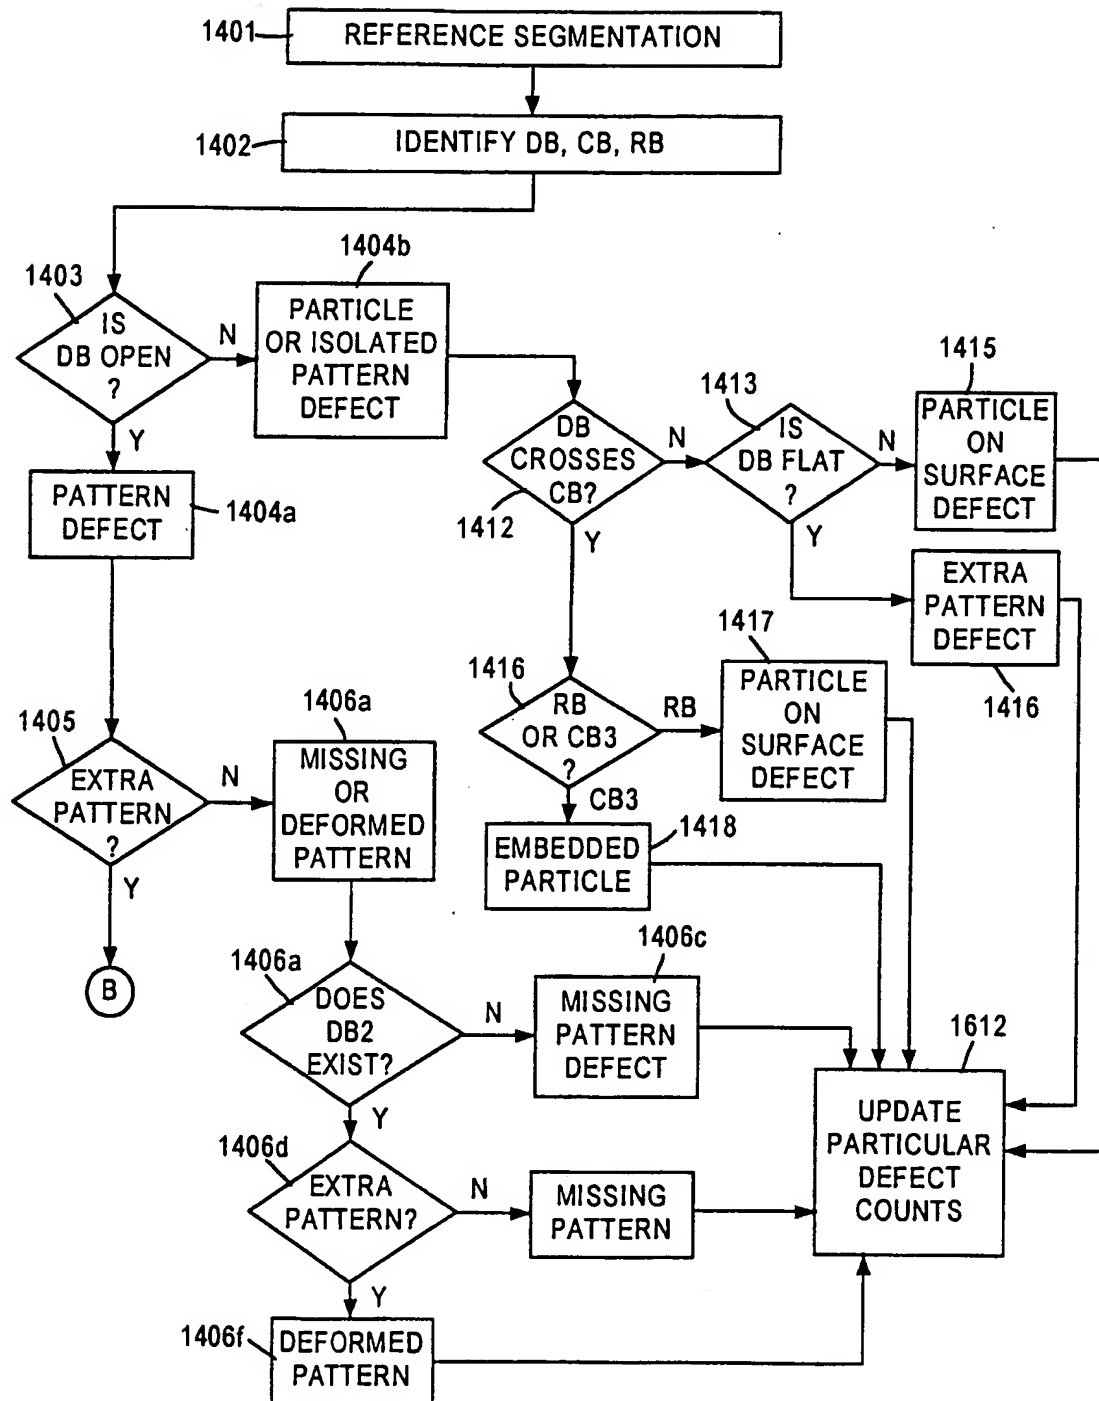 1401
REFERENCE SEGMENTATION
1402
IDENTIFY DB, CB, RB
1403
IS
DB OPEN
?
N
Y
1404b
PARTICLE
OR ISOLATED
PATTERN
DEFECT
PATTERN
DEFECT
1404a
DB
CROSSES
CB?
1412
N
Y
1413
IS
DB FLAT
?
N
Y
1415
PARTICLE
ON
SURFACE
DEFECT
EXTRA
PATTERN
DEFECT
1416
1416
RB
OR CB3
?
RB
CB3
1417
PARTICLE
ON
SURFACE
DEFECT
EMBEDDED
PARTICLE
1418
1405
EXTRA
PATTERN
?
N
Y
B
1406a
MISSING
OR
DEFORMED
PATTERN
1406a
DOES
DB2
EXIST?
N
Y
1406c
MISSING
PATTERN
DEFECT
1406d
EXTRA
PATTERN?
N
Y
MISSING
PATTERN
1406f
DEFORMED
PATTERN
1612
UPDATE
PARTICULAR
DEFECT
COUNTS